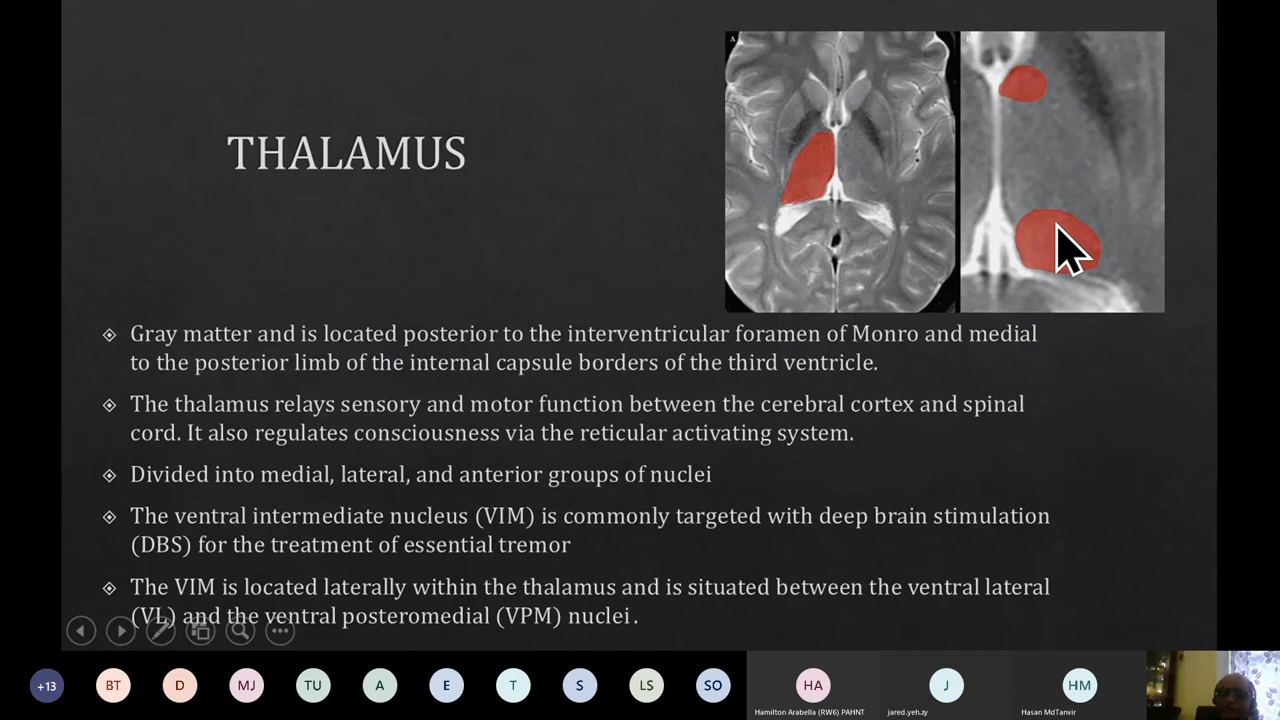 A
THALAMUS
Gray matter and is located posterior to the interventricular foramen of Monro and medial
to the posterior limb of the internal capsule borders of the third ventricle.
The thalamus relays sensory and motor function between the cerebral cortex and spinal
cord. It also regulates consciousness via the reticular activating system.
Divided into medial, lateral, and anterior groups of nuclei
The ventral intermediate nucleus (VIM) is commonly targeted with deep brain stimulation
(DBS) for the treatment of essential tremor
The VIM is located laterally within the thalamus and is situated between the ventral lateral
(VL) and the ventral posteromedial (VPM) nuclei.
+13 BT D MJ TU A E T S LS SO HA J HM
Hamilton Arabella (RW6) PAHNT jared.yeh.zy Hasan MdTanvir